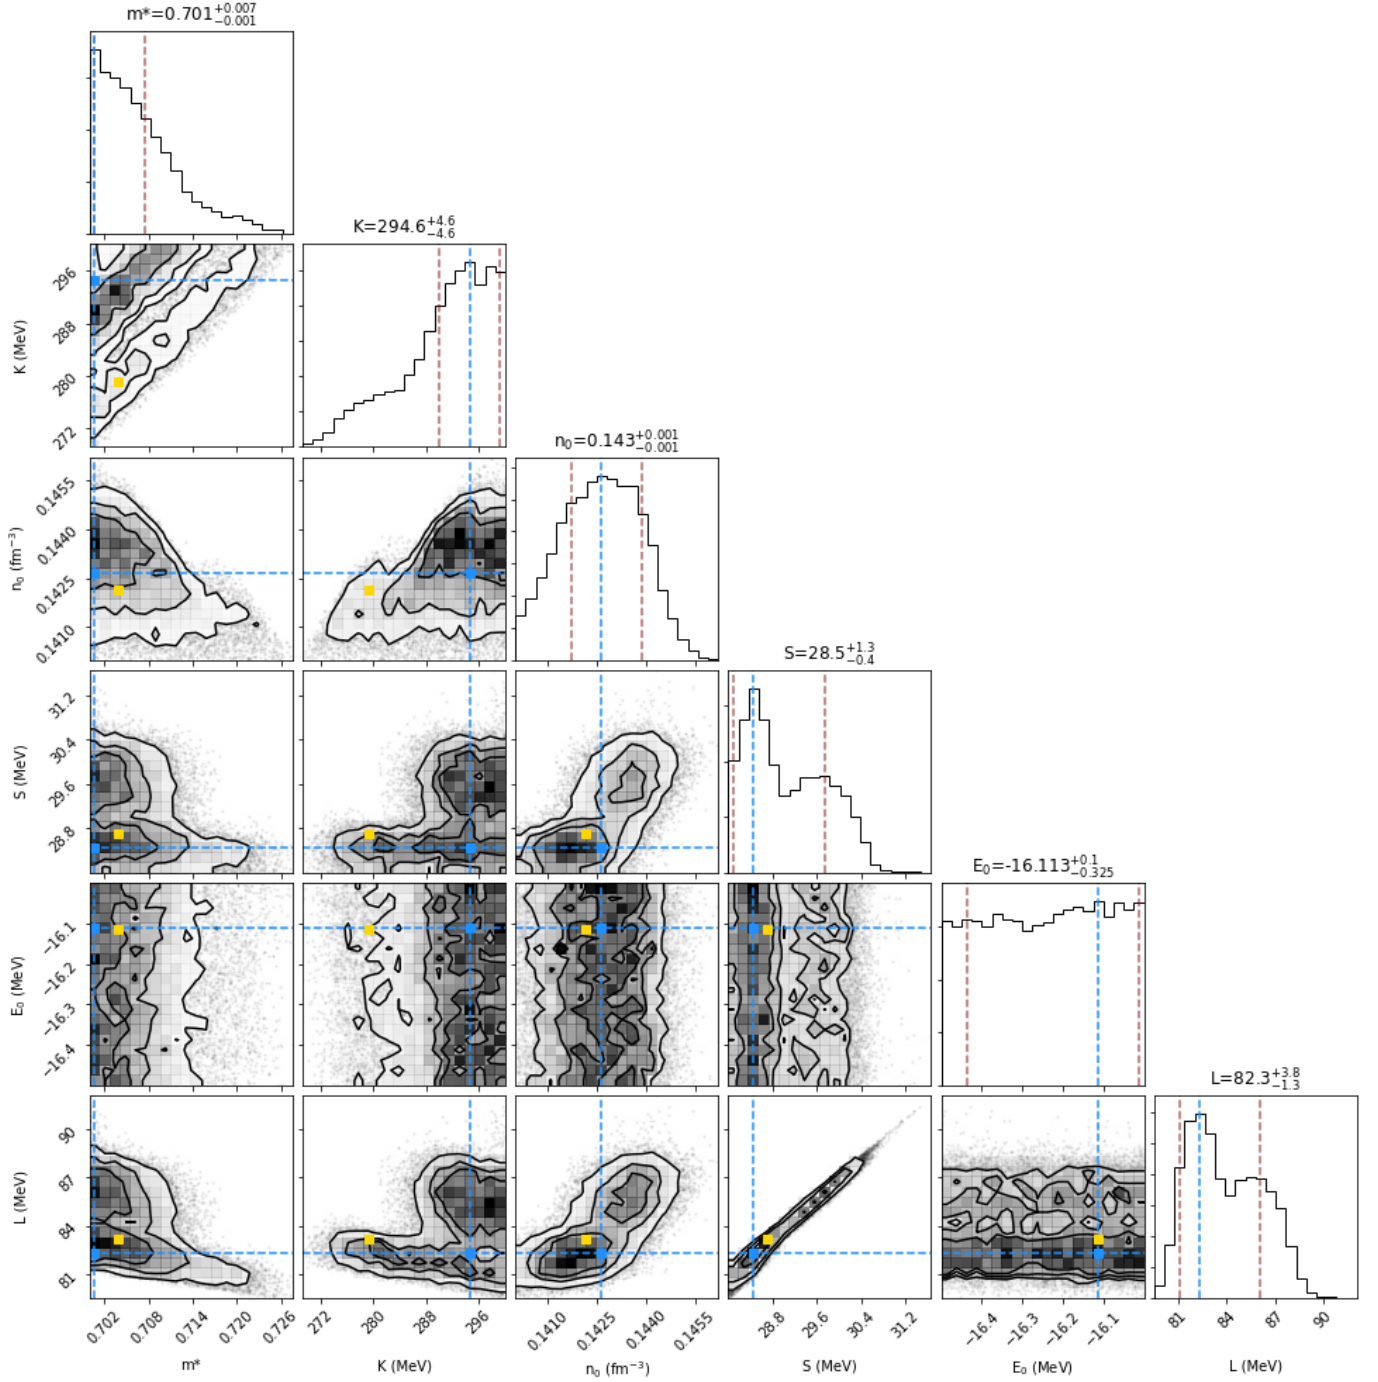 m*=0.701+0.007−0.001
K=294.6+4.6−4.6
296
288
280
272
K (MeV)
n₀=0.143+0.001−0.001
0.1455
0.1440
0.1425
0.1410
n₀ (fm⁻³)
S=28.5+1.3−0.4
31.2
30.4
29.6
28.8
S (MeV)
E₀=-16.113+0.1−0.325
−16.1
−16.2
−16.3
−16.4
E₀ (MeV)
L=82.3+3.8−1.3
90
87
84
81
L (MeV)
0.702 0.708 0.714 0.720 0.726 272 280 288 296 0.1410 0.1425 0.1440 0.1455 28.8 29.6 30.4 31.2 −16.4 −16.3 −16.2 −16.1 81 84 87 90
m* K (MeV) n₀ (fm⁻³) S (MeV) E₀ (MeV) L (MeV)